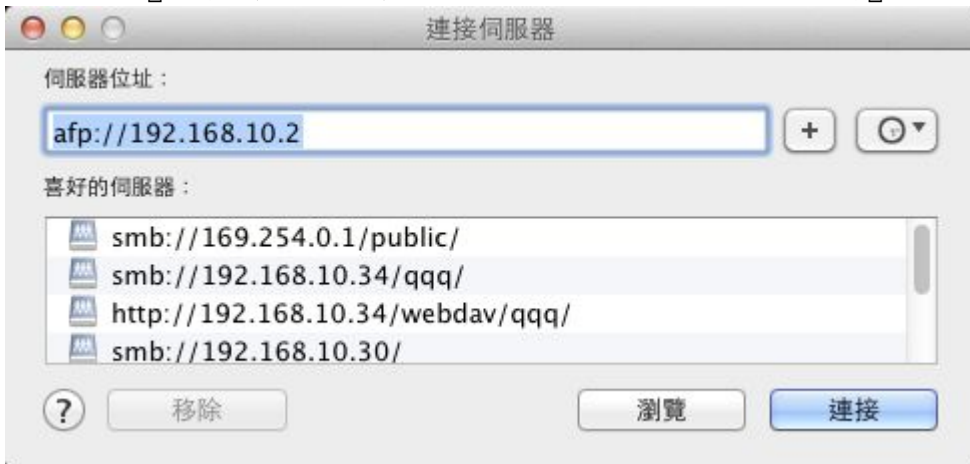 連接伺服器
伺服器位址：
afp://192.168.10.2
+
喜好的伺服器：
smb://169.254.0.1/public/
smb://192.168.10.34/qqq/
http://192.168.10.34/webdav/qqq/
smb://192.168.10.30/
? 移除 瀏覽 連接